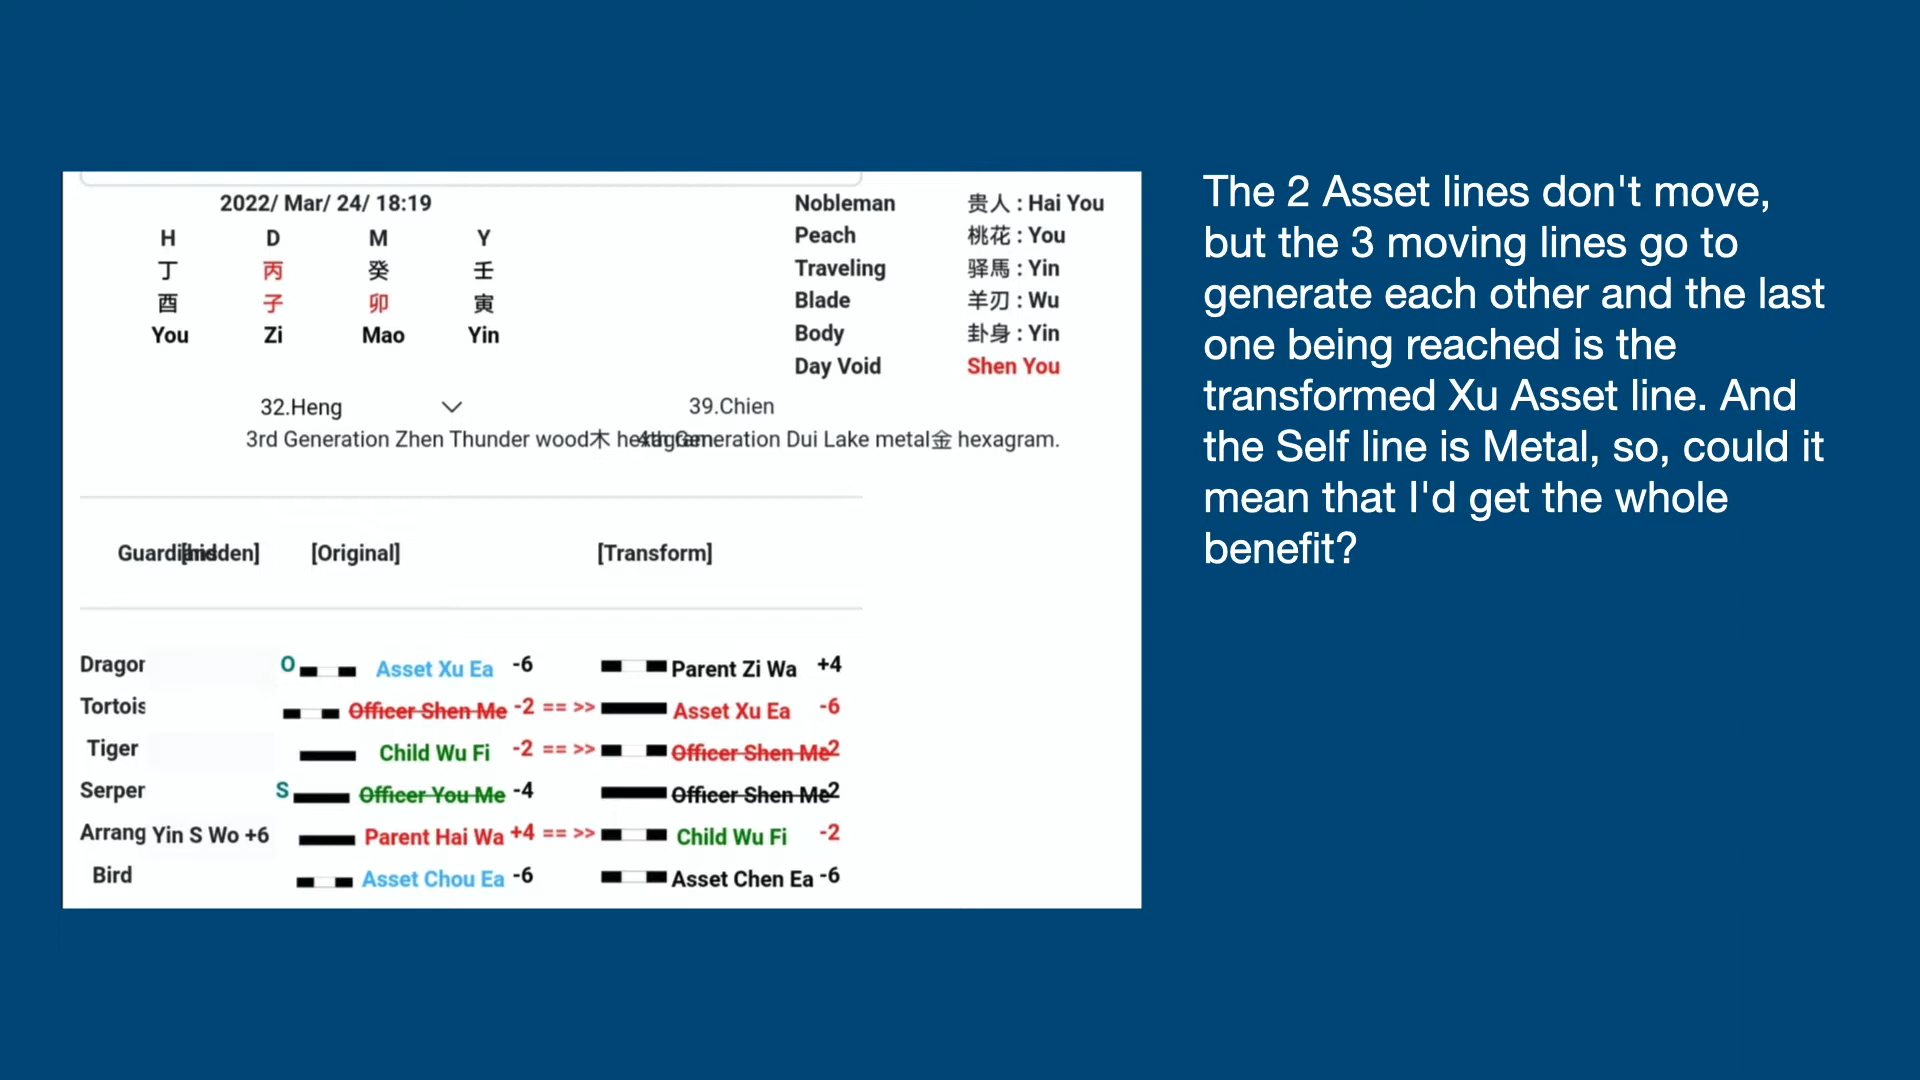 2022/ Mar/ 24/ 18:19
H D M Y
丁 丙 癸 壬
酉 子 卯 寅
You Zi Mao Yin
Nobleman 贵人 : Hai You
Peach 桃花 : You
Traveling 驿馬 : Yin
Blade 羊刃 : Wu
Body 卦身 : Yin
Day Void Shen You
32.Heng 39.Chien
3rd Generation Zhen Thunder wood木 hexagram. 4th Generation Dui Lake metal金 hexagram.
Guardians [hidden] [Original] [Transform]
Dragor O Asset Xu Ea -6 Parent Zi Wa +4
Tortois Officer Shen Me -2 == >> Asset Xu Ea -6
Tiger Child Wu Fi -2 == >> Officer Shen Me 2
Serper S Officer You Me -4 Officer Shen Me 2
Arrang Yin S Wo +6 Parent Hai Wa +4 == >> Child Wu Fi -2
Bird Asset Chou Ea -6 Asset Chen Ea -6
The 2 Asset lines don't move,
but the 3 moving lines go to
generate each other and the last
one being reached is the
transformed Xu Asset line. And
the Self line is Metal, so, could it
mean that I'd get the whole
benefit?